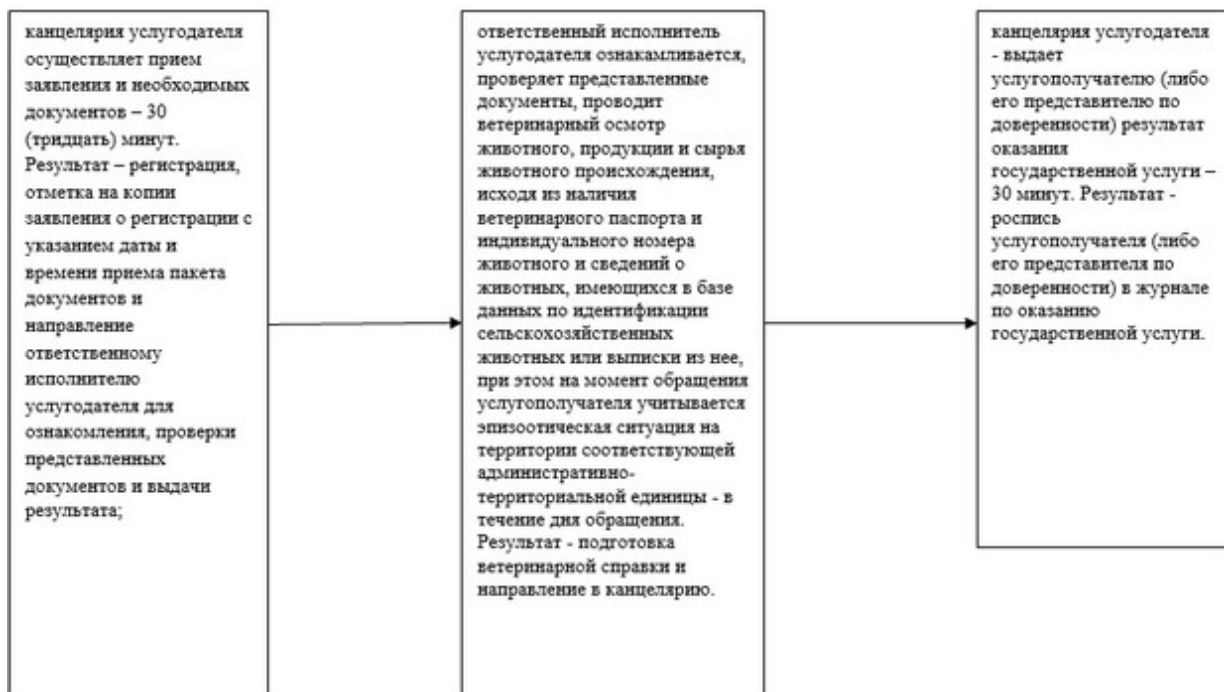 канцелярия услугодателя
осуществляет прием
заявления и необходимых
документов – 30
(тридцать) минут.
Результат – регистрация,
отметка на копии
заявления о регистрации с
указанием даты и
времени приема пакета
документов и
направление
ответственному
исполнителю
услугодателя для
ознакомления, проверки
представленных
документов и выдачи
результата;
ответственный исполнитель
услугодателя ознакамливается,
проверяет представленные
документы, проводит
ветеринарный осмотр
животного, продукции и сырья
животного происхождения,
исходя из наличия
ветеринарного паспорта и
индивидуального номера
животного и сведений о
животных, имеющихся в базе
данных по идентификации
сельскохозяйственных
животных или выписки из нее,
при этом на момент обращения
услугополучателя учитывается
эпизоотическая ситуация на
территории соответствующей
административно-
территориальной единицы - в
течение дня обращения.
Результат - подготовка
ветеринарной справки и
направление в канцелярию.
канцелярия услугодателя
- выдает
услугополучателю (либо
его представителю по
доверенности) результат
оказания
государственной услуги –
30 минут. Результат -
роспись
услугополучателя (либо
его представителя по
доверенности) в журнале
по оказанию
государственной услуги.